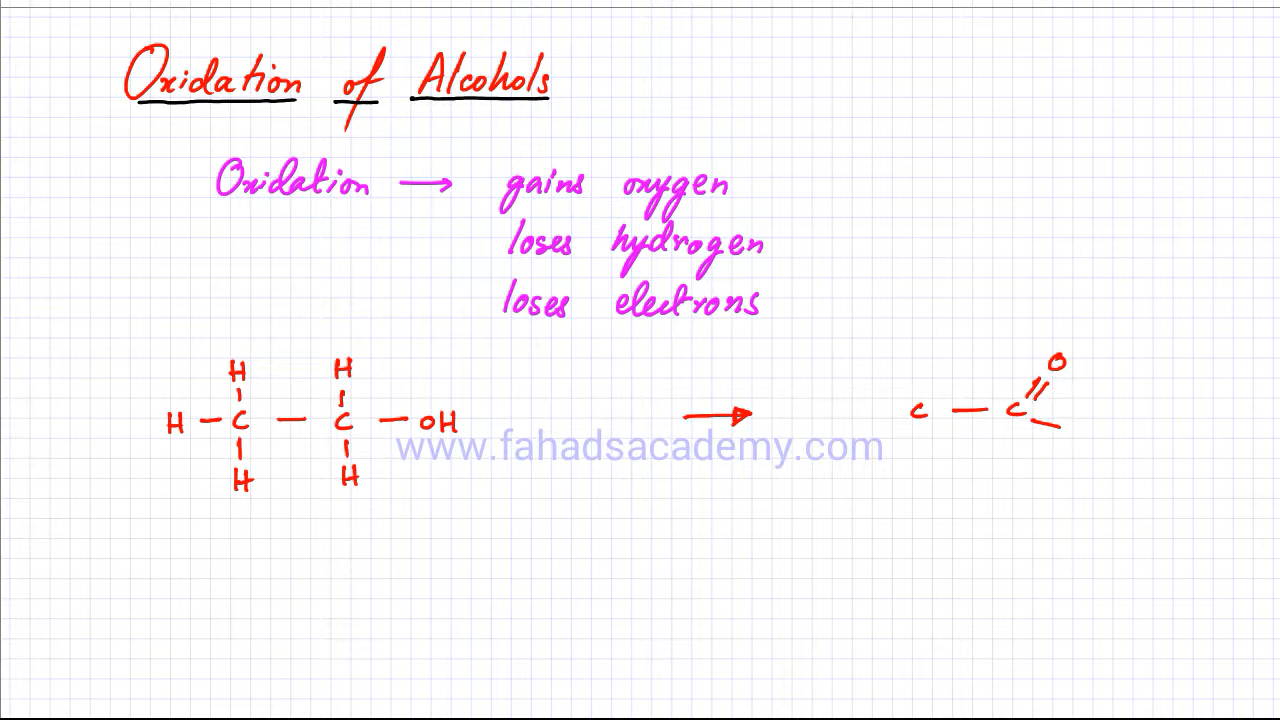 Oxidation of Alcohols
Oxidation → gains oxygen
loses hydrogen
loses electrons
H H O
H - C - C - OH → C - C
H H
www.fahadsacademy.com